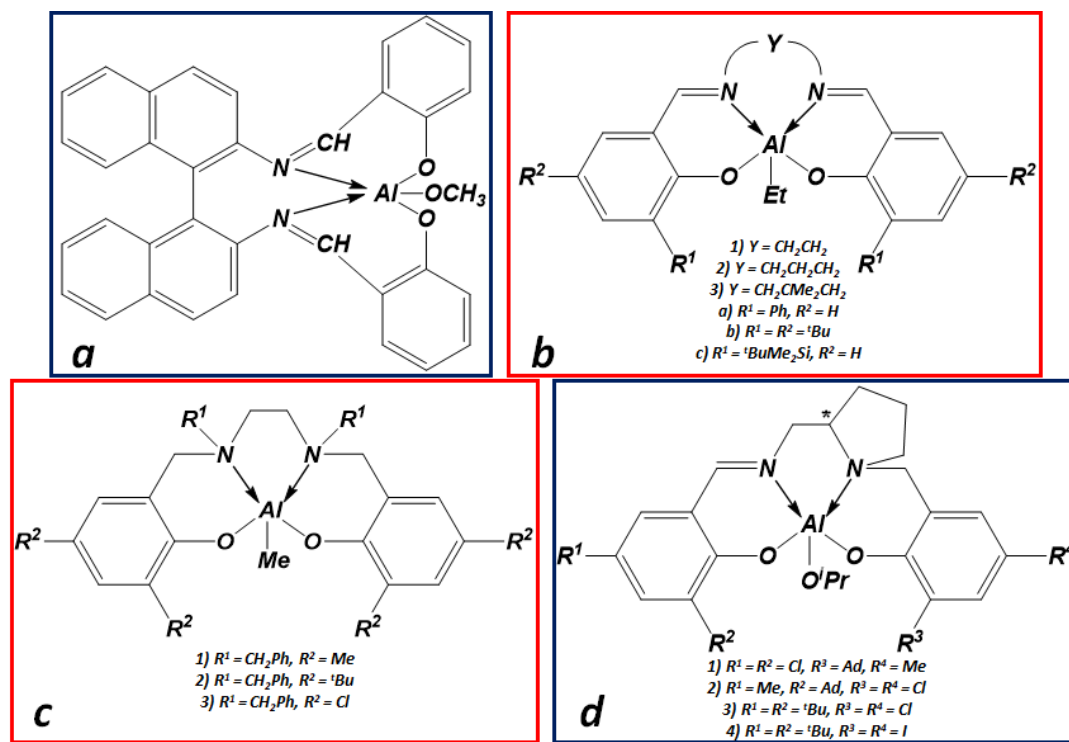 CH
N
O
Al
OCH₃
N
O
CH
a
Y
N
N
Al
R²
O
O
R²
Et
R¹
R¹
1) Y = CH₂CH₂
2) Y = CH₂CH₂CH₂
3) Y = CH₂CMe₂CH₂
a) R¹ = Ph, R² = H
b) R¹ = R² = ᵗBu
c) R¹ = ᵗBuMe₂Si, R² = H
b
R¹
R¹
N
N
Al
R²
O
O
R²
Me
R²
R²
1) R¹ = CH₂Ph, R² = Me
2) R¹ = CH₂Ph, R² = ᵗBu
3) R¹ = CH₂Ph, R² = Cl
c
*
N
N
Al
R¹
O
O
R⁴
OⁱPr
R²
R³
1) R¹ = R² = Cl, R³ = Ad, R⁴ = Me
2) R¹ = Me, R² = Ad, R³ = R⁴ = Cl
3) R¹ = R² = ᵗBu, R³ = R⁴ = Cl
4) R¹ = R² = ᵗBu, R³ = R⁴ = I
d